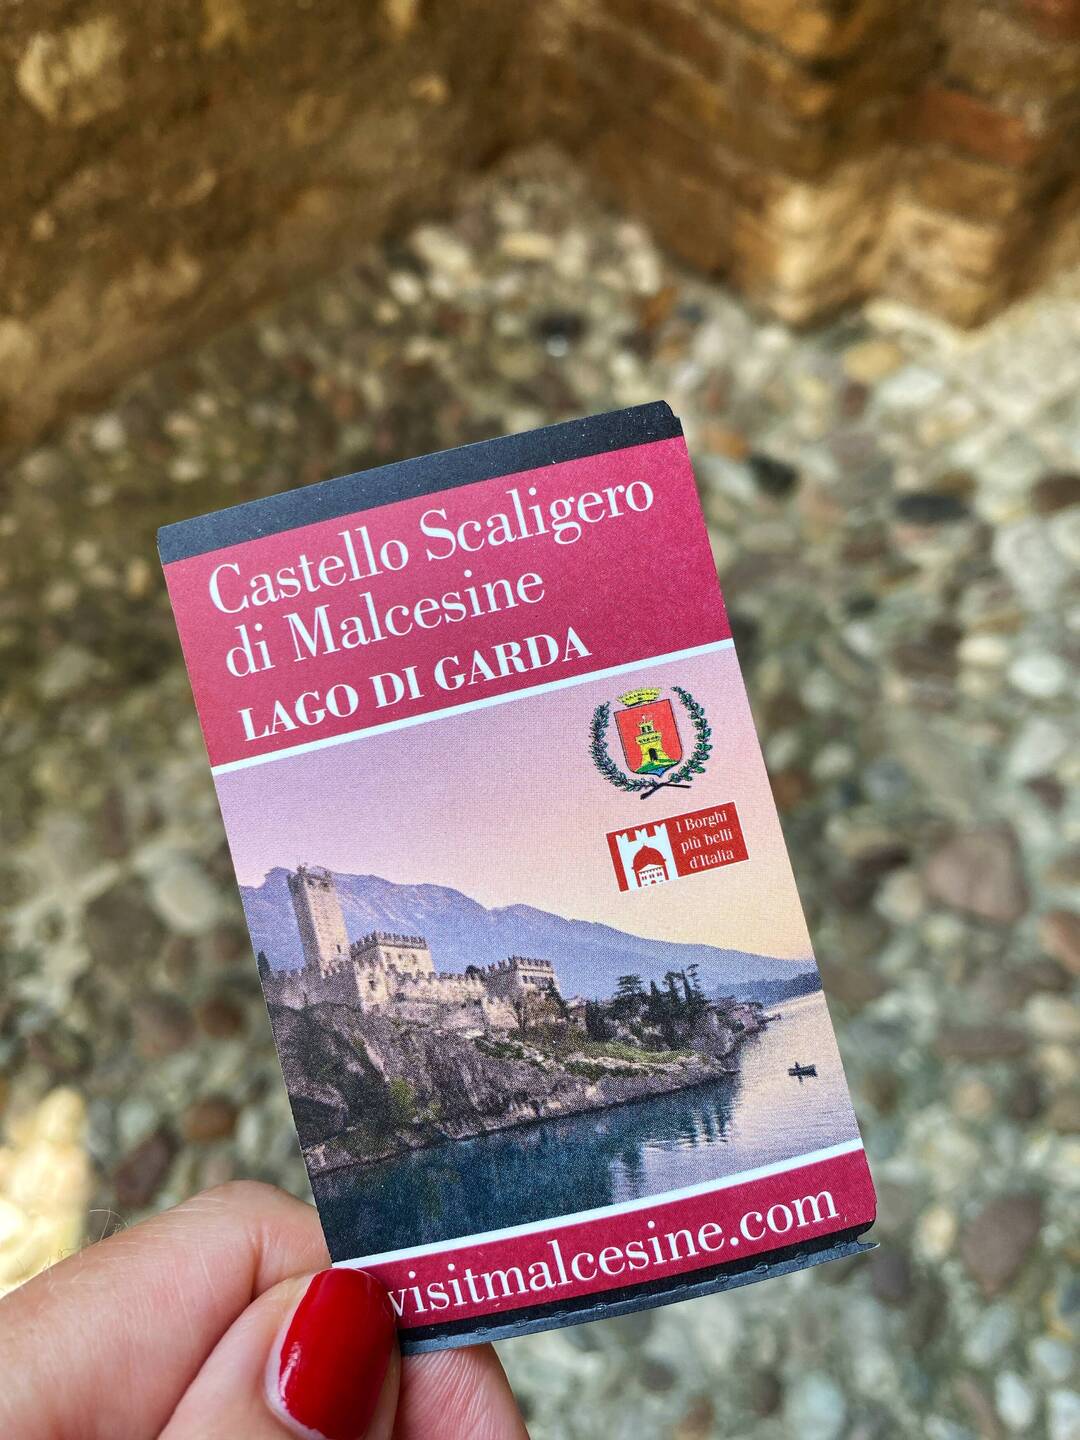 Castello Scaligero
di Malcesine
LAGO DI GARDA
I Borghi
più belli
d'Italia
visitmalcesine.com